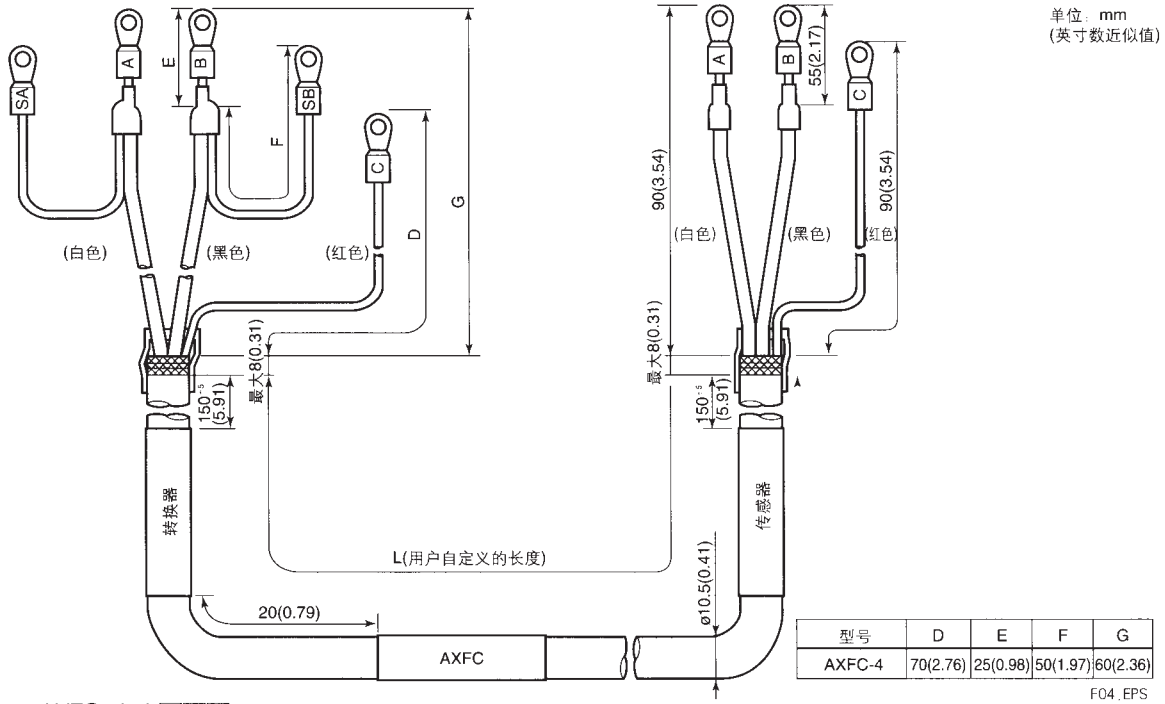 单位: mm
(英寸数近似值)
SA
A
B
SB
C
E
F
D
G
(白色)
(黑色)
(红色)
最大8(0.31)
150⁻⁵
(5.91)
转换器
A
B
C
55(2.17)
90(3.54)
90(3.54)
(白色)
(黑色)
(红色)
最大8(0.31)
150⁻⁵
(5.91)
传感器
L(用户自定义的长度)
20(0.79)
AXFC
ø10.5(0.41)
型号 D E F G
AXFC-4 70(2.76) 25(0.98) 50(1.97) 60(2.36)
F04.EPS